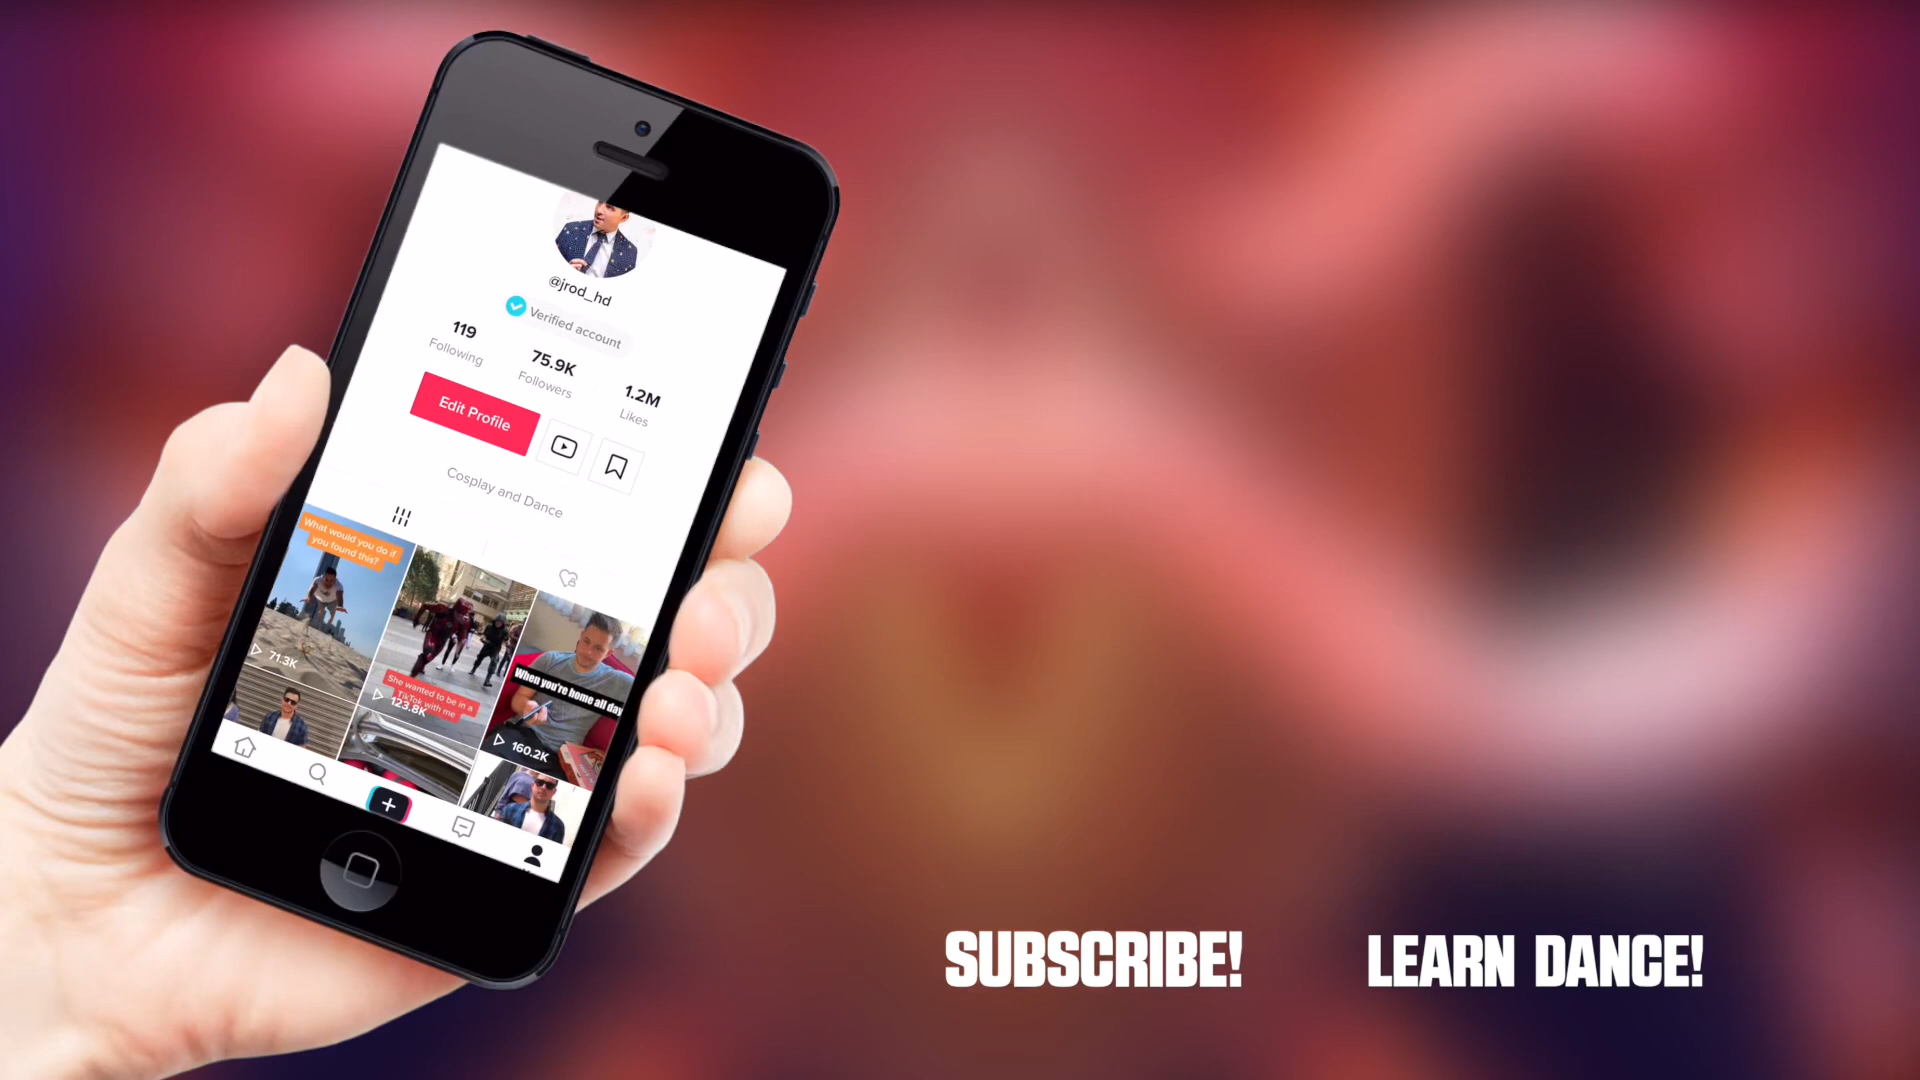 @jrod_hd
Verified account
119
Following
75.9K
Followers
1.2M
Likes
Edit Profile
Cosplay and Dance
What would you do if
you found this?
71.3K
She wanted to be in a
TikTok with me
123.8K
When you're home all day
160.2K
SUBSCRIBE!
LEARN DANCE!